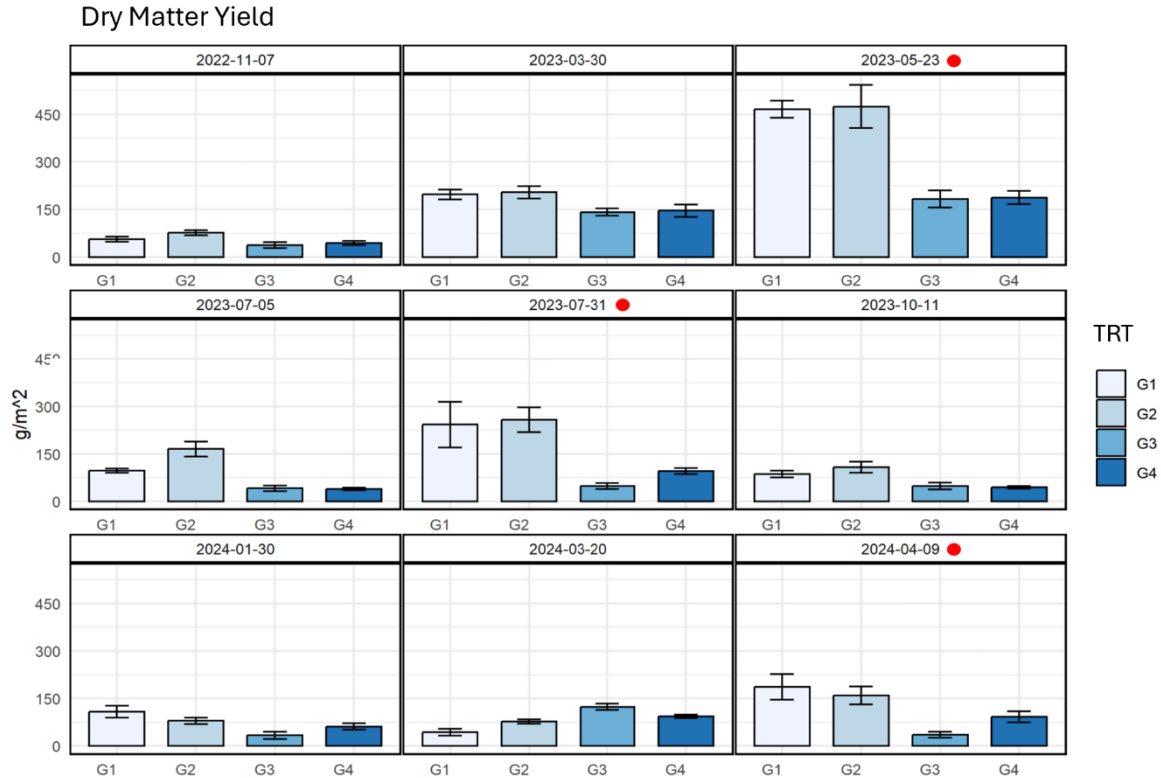 Dry Matter Yield
2022-11-07 2023-03-30 2023-05-23
450
300
150
0
G1 G2 G3 G4 G1 G2 G3 G4 G1 G2 G3 G4
2023-07-05 2023-07-31 2023-10-11
300
150
0
g/m^2
G1 G2 G3 G4 G1 G2 G3 G4 G1 G2 G3 G4
2024-01-30 2024-03-20 2024-04-09
450
300
150
0
G1 G2 G3 G4 G1 G2 G3 G4 G1 G2 G3 G4
TRT
G1
G2
G3
G4